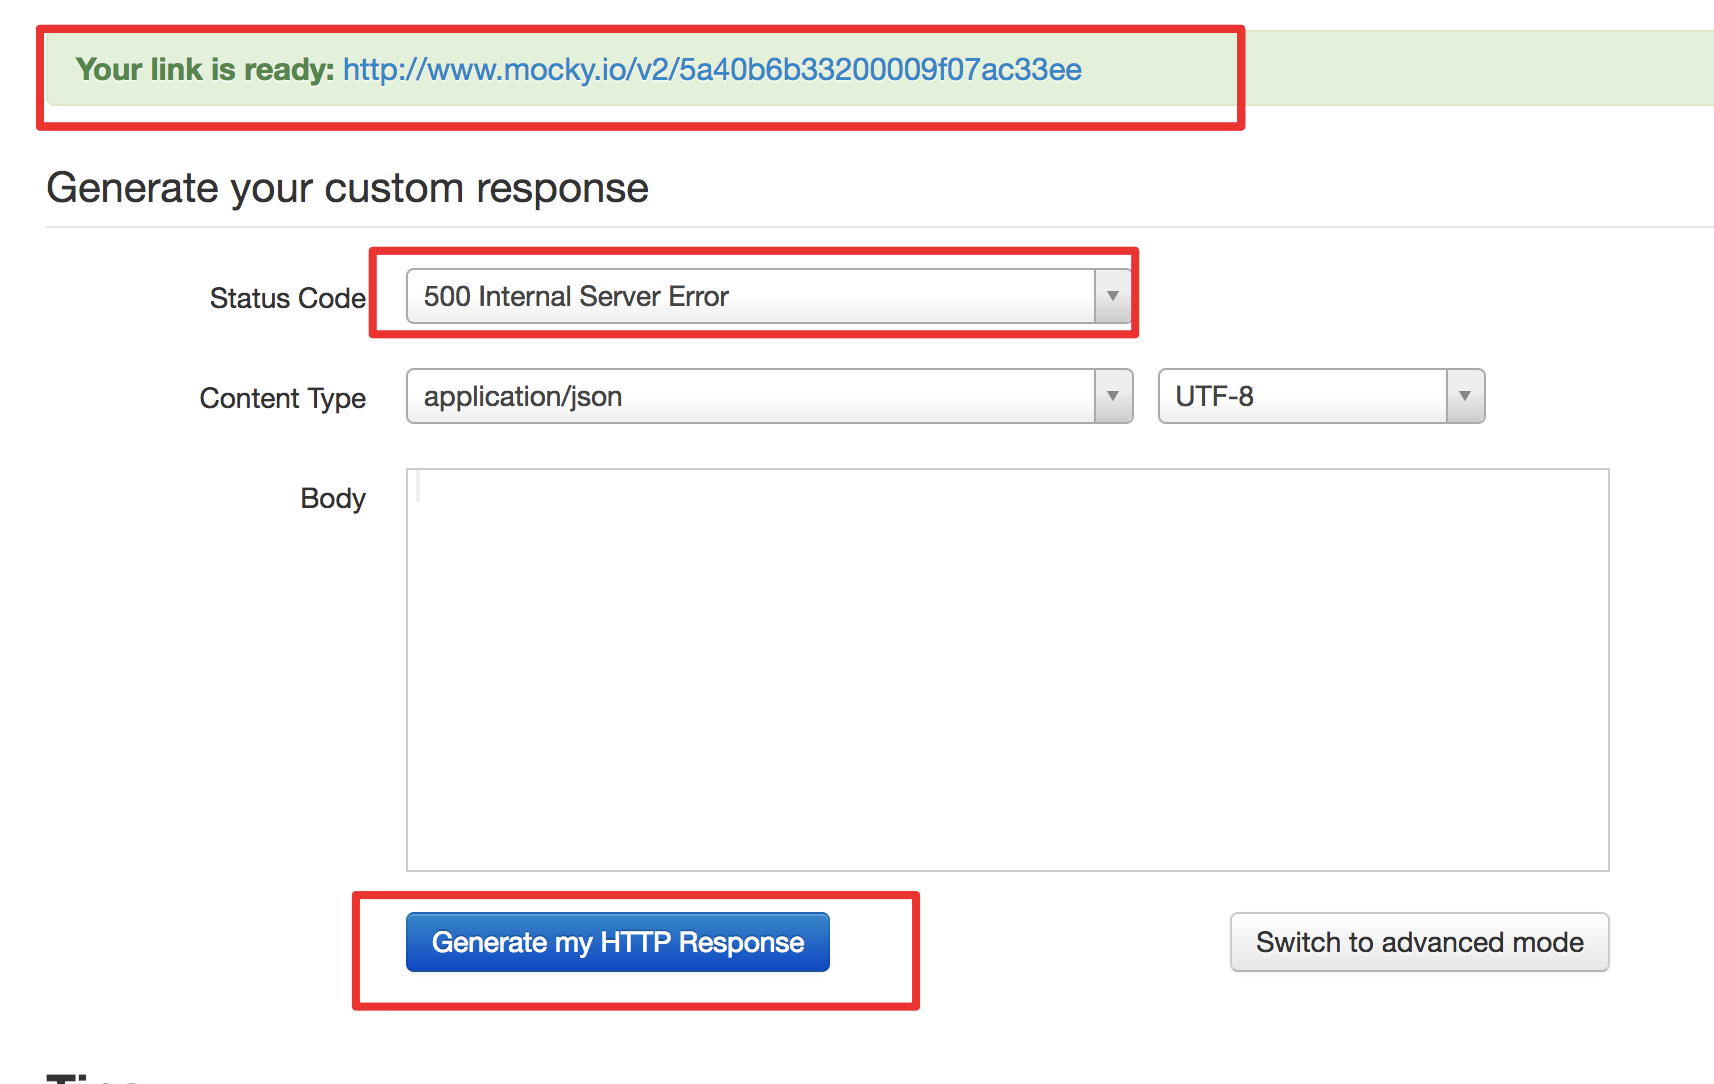 Your link is ready: http://www.mocky.io/v2/5a40b6b33200009f07ac33ee
Generate your custom response
Status Code 500 Internal Server Error
Content Type application/json UTF-8
Body
Generate my HTTP Response Switch to advanced mode